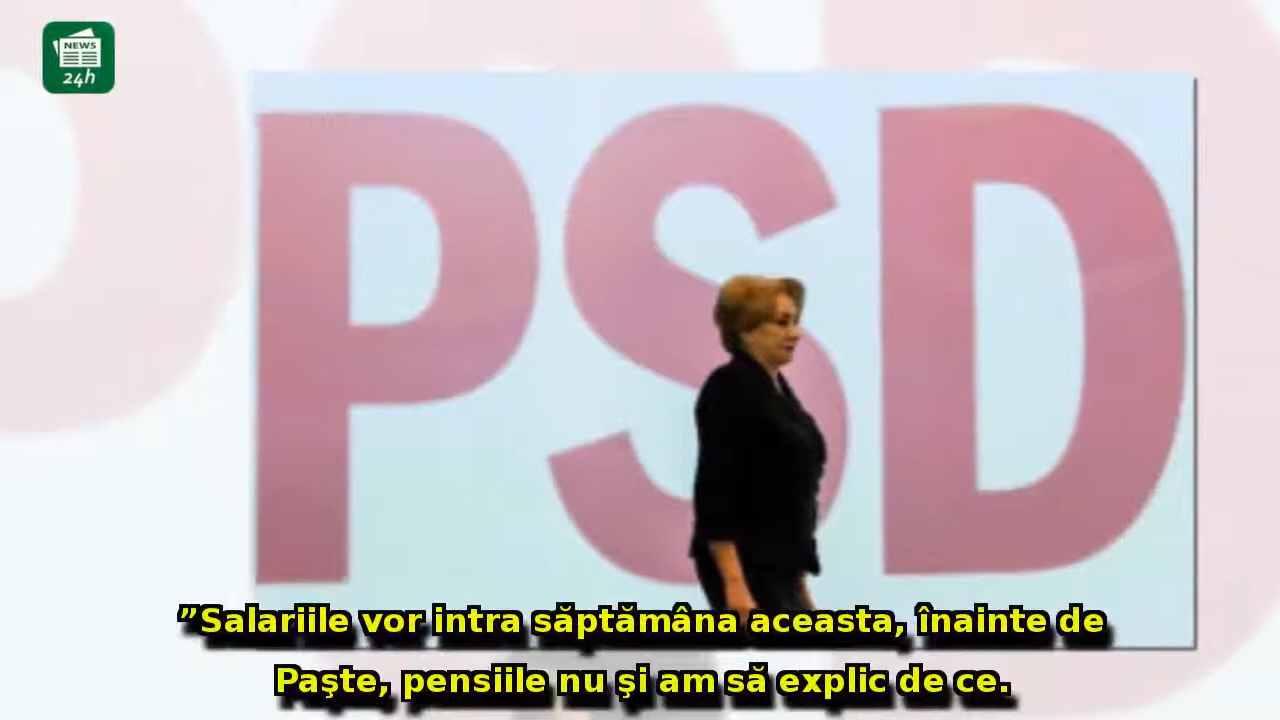 NEWS
24h
PSD
”Salariile vor intra săptămâna aceasta, înainte de
Paşte, pensiile nu şi am să explic de ce.